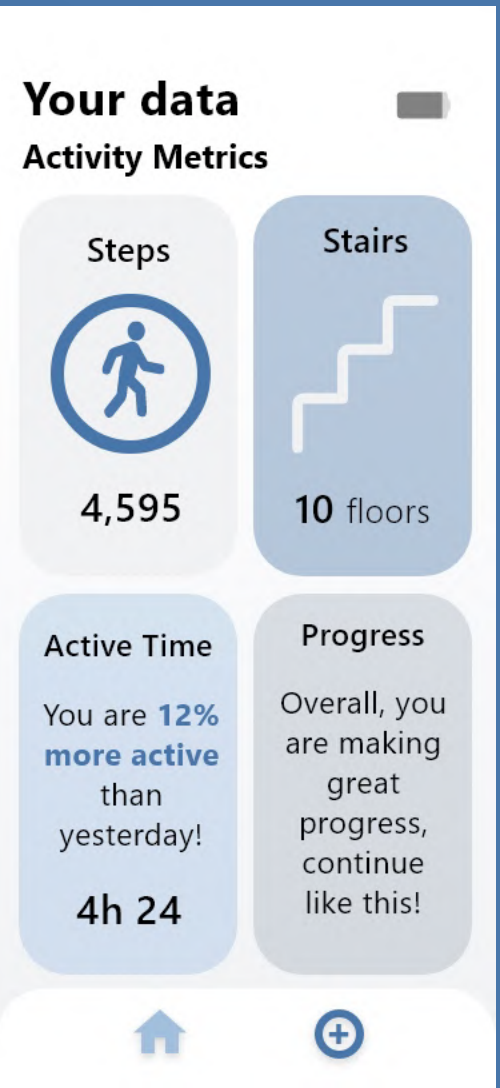 Your data
Activity Metrics
Steps
4,595
Stairs
10 floors
Active Time
You are 12%
more active
than
yesterday!
4h 24
Progress
Overall, you
are making
great
progress,
continue
like this!